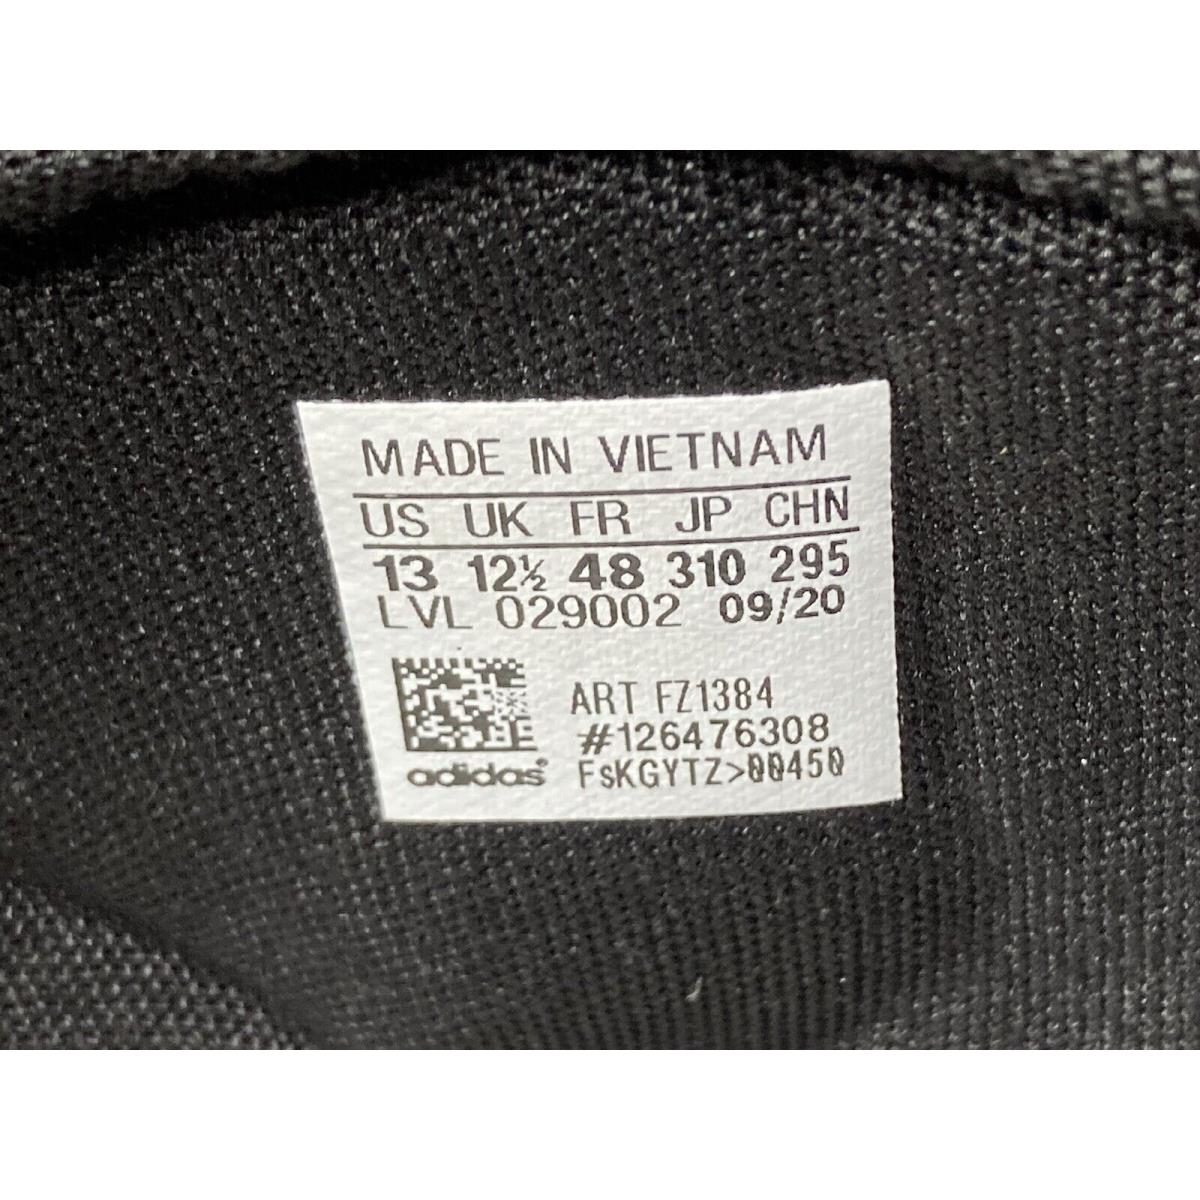 MADE IN VIETNAM
US UK FR JP CHN
13 12½ 48 310 295
LVL 029002 09/20
ART FZ1384
#126476308
adidas FsKGYTZ>00450